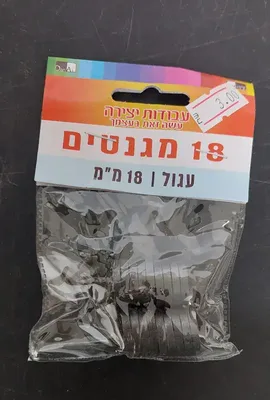 עבודות יצירה
עשה זאת בעצמך
3.00
18 מגנטים
עגול | 18 מ"מ